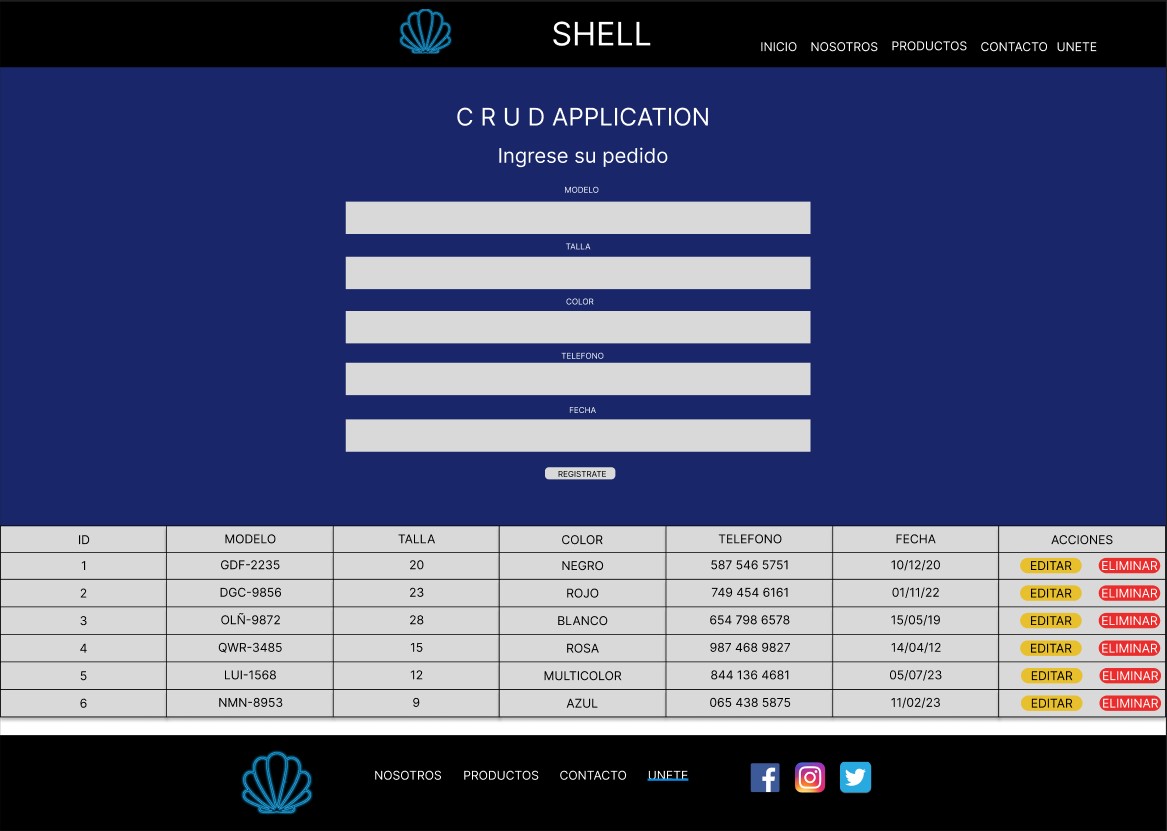 SHELL
INICIO NOSOTROS PRODUCTOS CONTACTO UNETE
C R U D APPLICATION
Ingrese su pedido
MODELO
TALLA
COLOR
TELEFONO
FECHA
REGISTRATE
ID MODELO TALLA COLOR TELEFONO FECHA ACCIONES
1 GDF-2235 20 NEGRO 587 546 5751 10/12/20 EDITAR ELIMINAR
2 DGC-9856 23 ROJO 749 454 6161 01/11/22 EDITAR ELIMINAR
3 OLÑ-9872 28 BLANCO 654 798 6578 15/05/19 EDITAR ELIMINAR
4 QWR-3485 15 ROSA 987 468 9827 14/04/12 EDITAR ELIMINAR
5 LUI-1568 12 MULTICOLOR 844 136 4681 05/07/23 EDITAR ELIMINAR
6 NMN-8953 9 AZUL 065 438 5875 11/02/23 EDITAR ELIMINAR
NOSOTROS PRODUCTOS CONTACTO UNETE